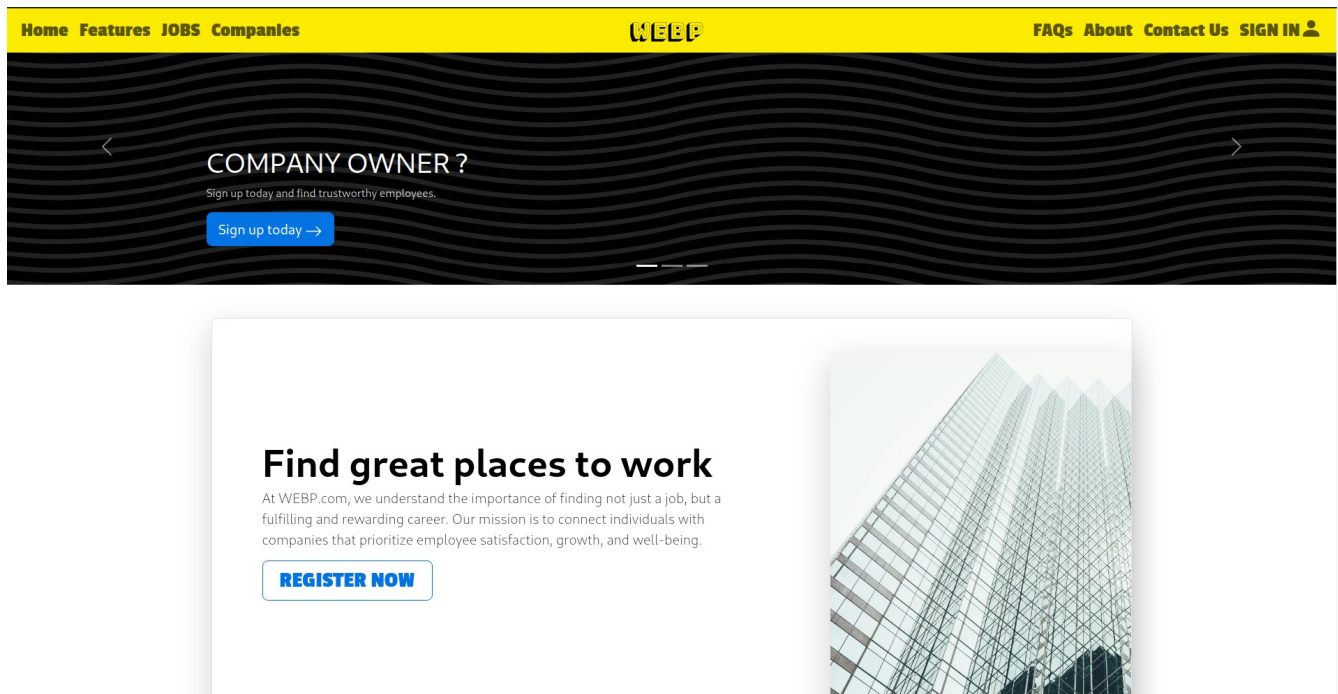 Home Features JOBS Companies
WEBP
FAQs About Contact Us SIGN IN
COMPANY OWNER ?
Sign up today and find trustworthy employees.
Sign up today →
Find great places to work
At WEBP.com, we understand the importance of finding not just a job, but a
fulfilling and rewarding career. Our mission is to connect individuals with
companies that prioritize employee satisfaction, growth, and well-being.
REGISTER NOW